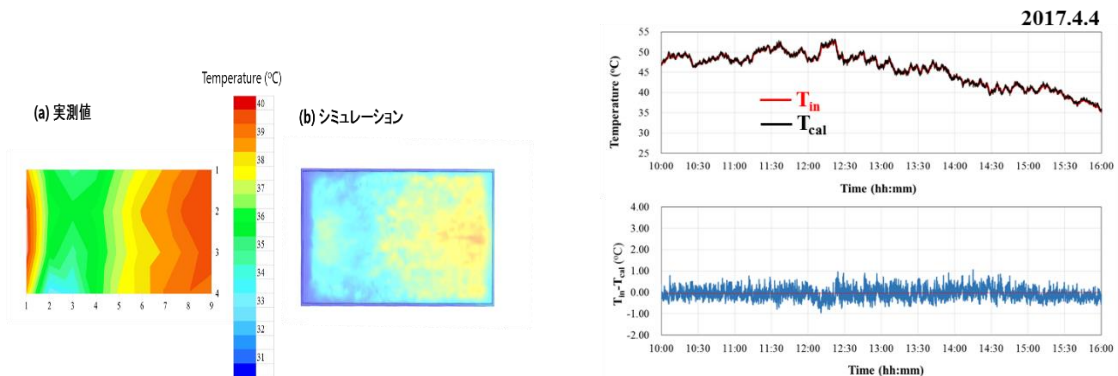 Temperature (ºC)
(a) 実測値
(b) シミュレーション
40
39
38
37
36
35
34
33
32
31
1
2
3
4
1 2 3 4 5 6 7 8 9
2017.4.4
Temperature (°C)
55
50
45
40
35
30
25
T_in
T_cal
10:00 10:30 11:00 11:30 12:00 12:30 13:00 13:30 14:00 14:30 15:00 15:30 16:00
Time (hh:mm)
T_in-T_cal (°C)
4.00
3.00
2.00
1.00
0.00
-1.00
-2.00
10:00 10:30 11:00 11:30 12:00 12:30 13:00 13:30 14:00 14:30 15:00 15:30 16:00
Time (hh:mm)